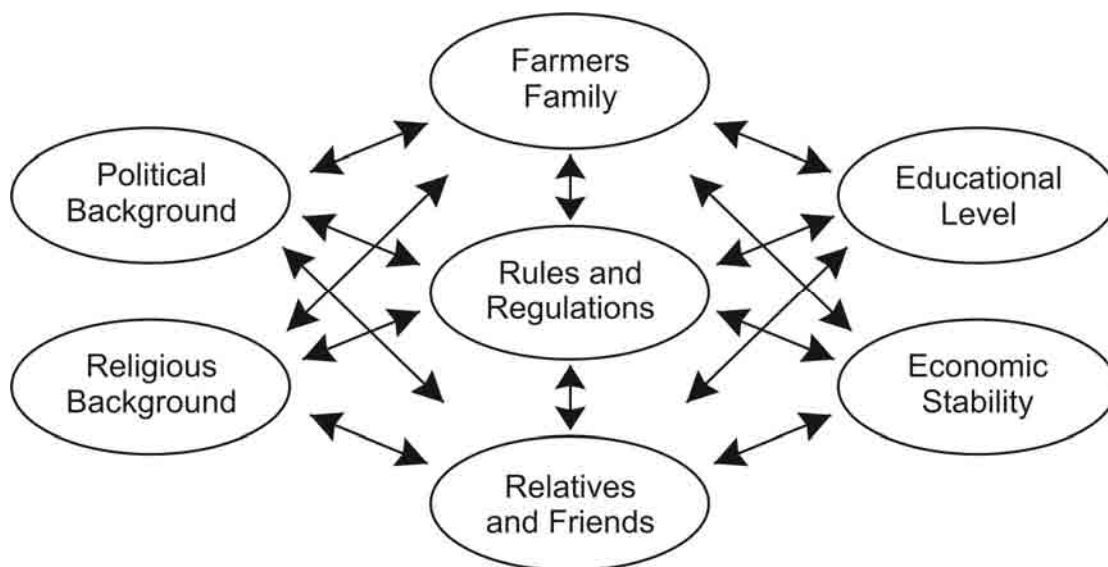 Farmers
Family
Political
Background
Educational
Level
Rules and
Regulations
Religious
Background
Economic
Stability
Relatives
and Friends